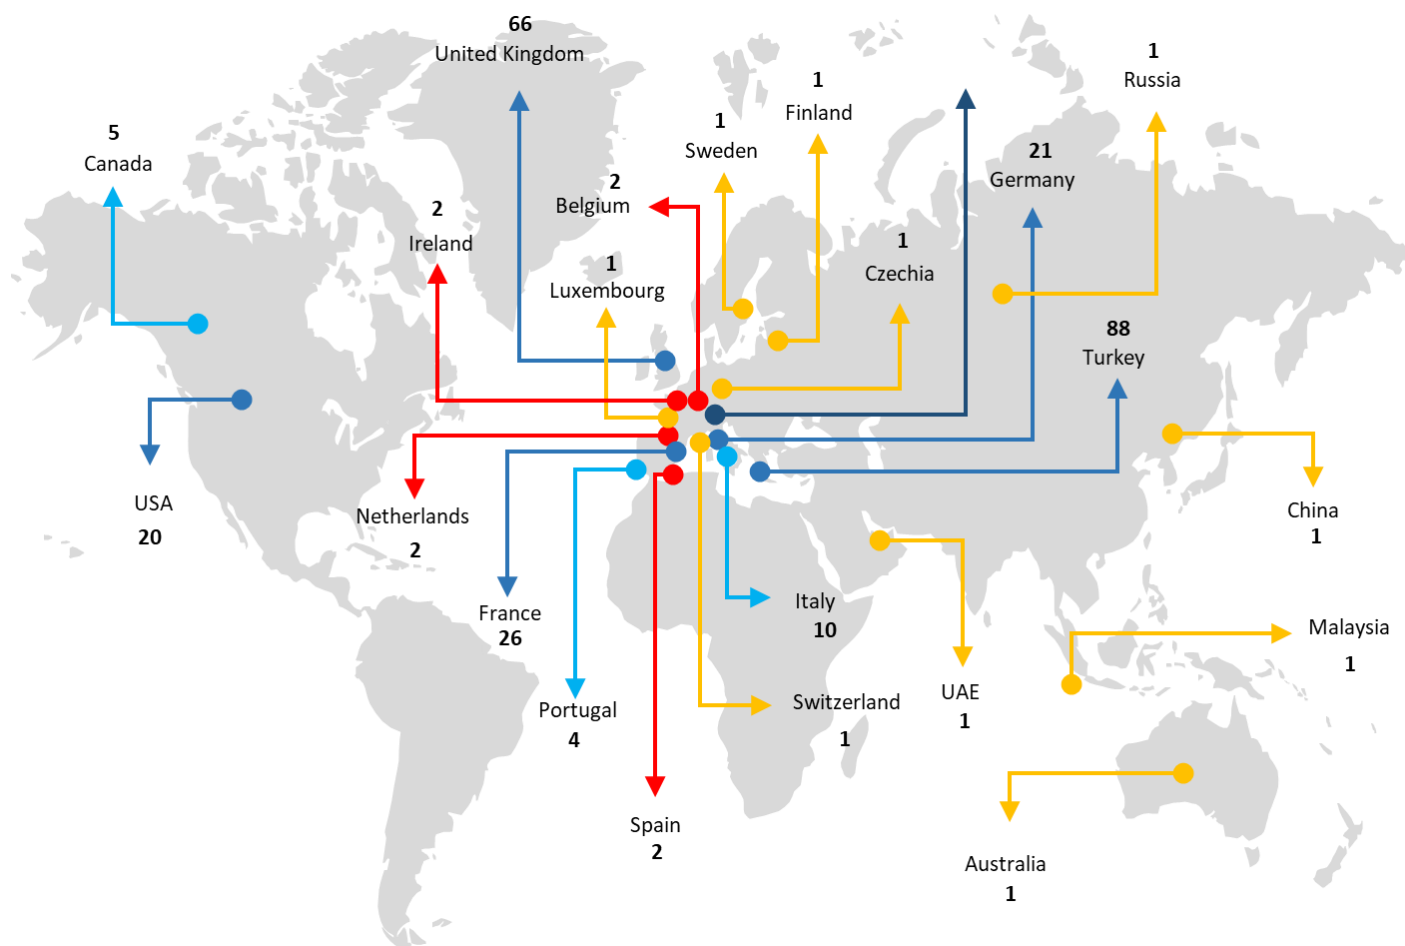 66
United Kingdom
1
Russia
1
Finland
1
Sweden
5
Canada
21
Germany
2
Belgium
2
Ireland
1
Czechia
1
Luxembourg
88
Turkey
USA
20
Netherlands
2
China
1
France
26
Italy
10
Malaysia
1
Portugal
4
Switzerland
1
UAE
1
Spain
2
Australia
1